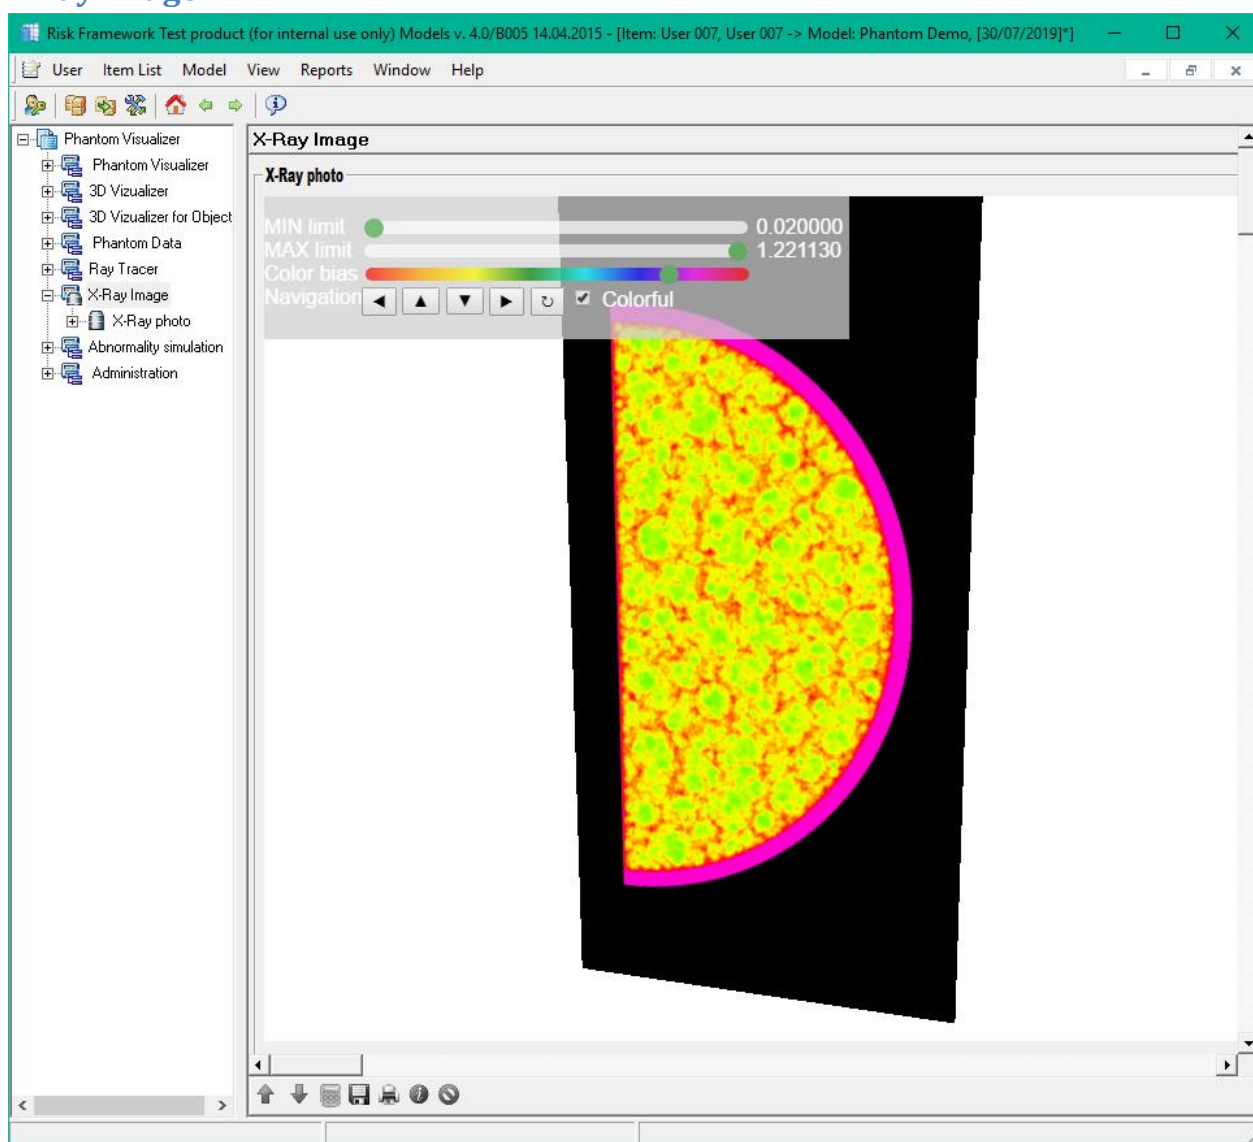 Risk Framework Test product (for internal use only) Models v. 4.0/B005 14.04.2015 - [Item: User 007, User 007 -> Model: Phantom Demo, [30/07/2019]*]
User Item List Model View Reports Window Help
Phantom Visualizer
Phantom Visualizer
3D Vizualizer
3D Vizualizer for Object
Phantom Data
Ray Tracer
X-Ray Image
X-Ray photo
Abnormality simulation
Administration
X-Ray Image
X-Ray photo
MIN limit 0.020000
MAX limit 1.221130
Color bias
Navigation Colorful